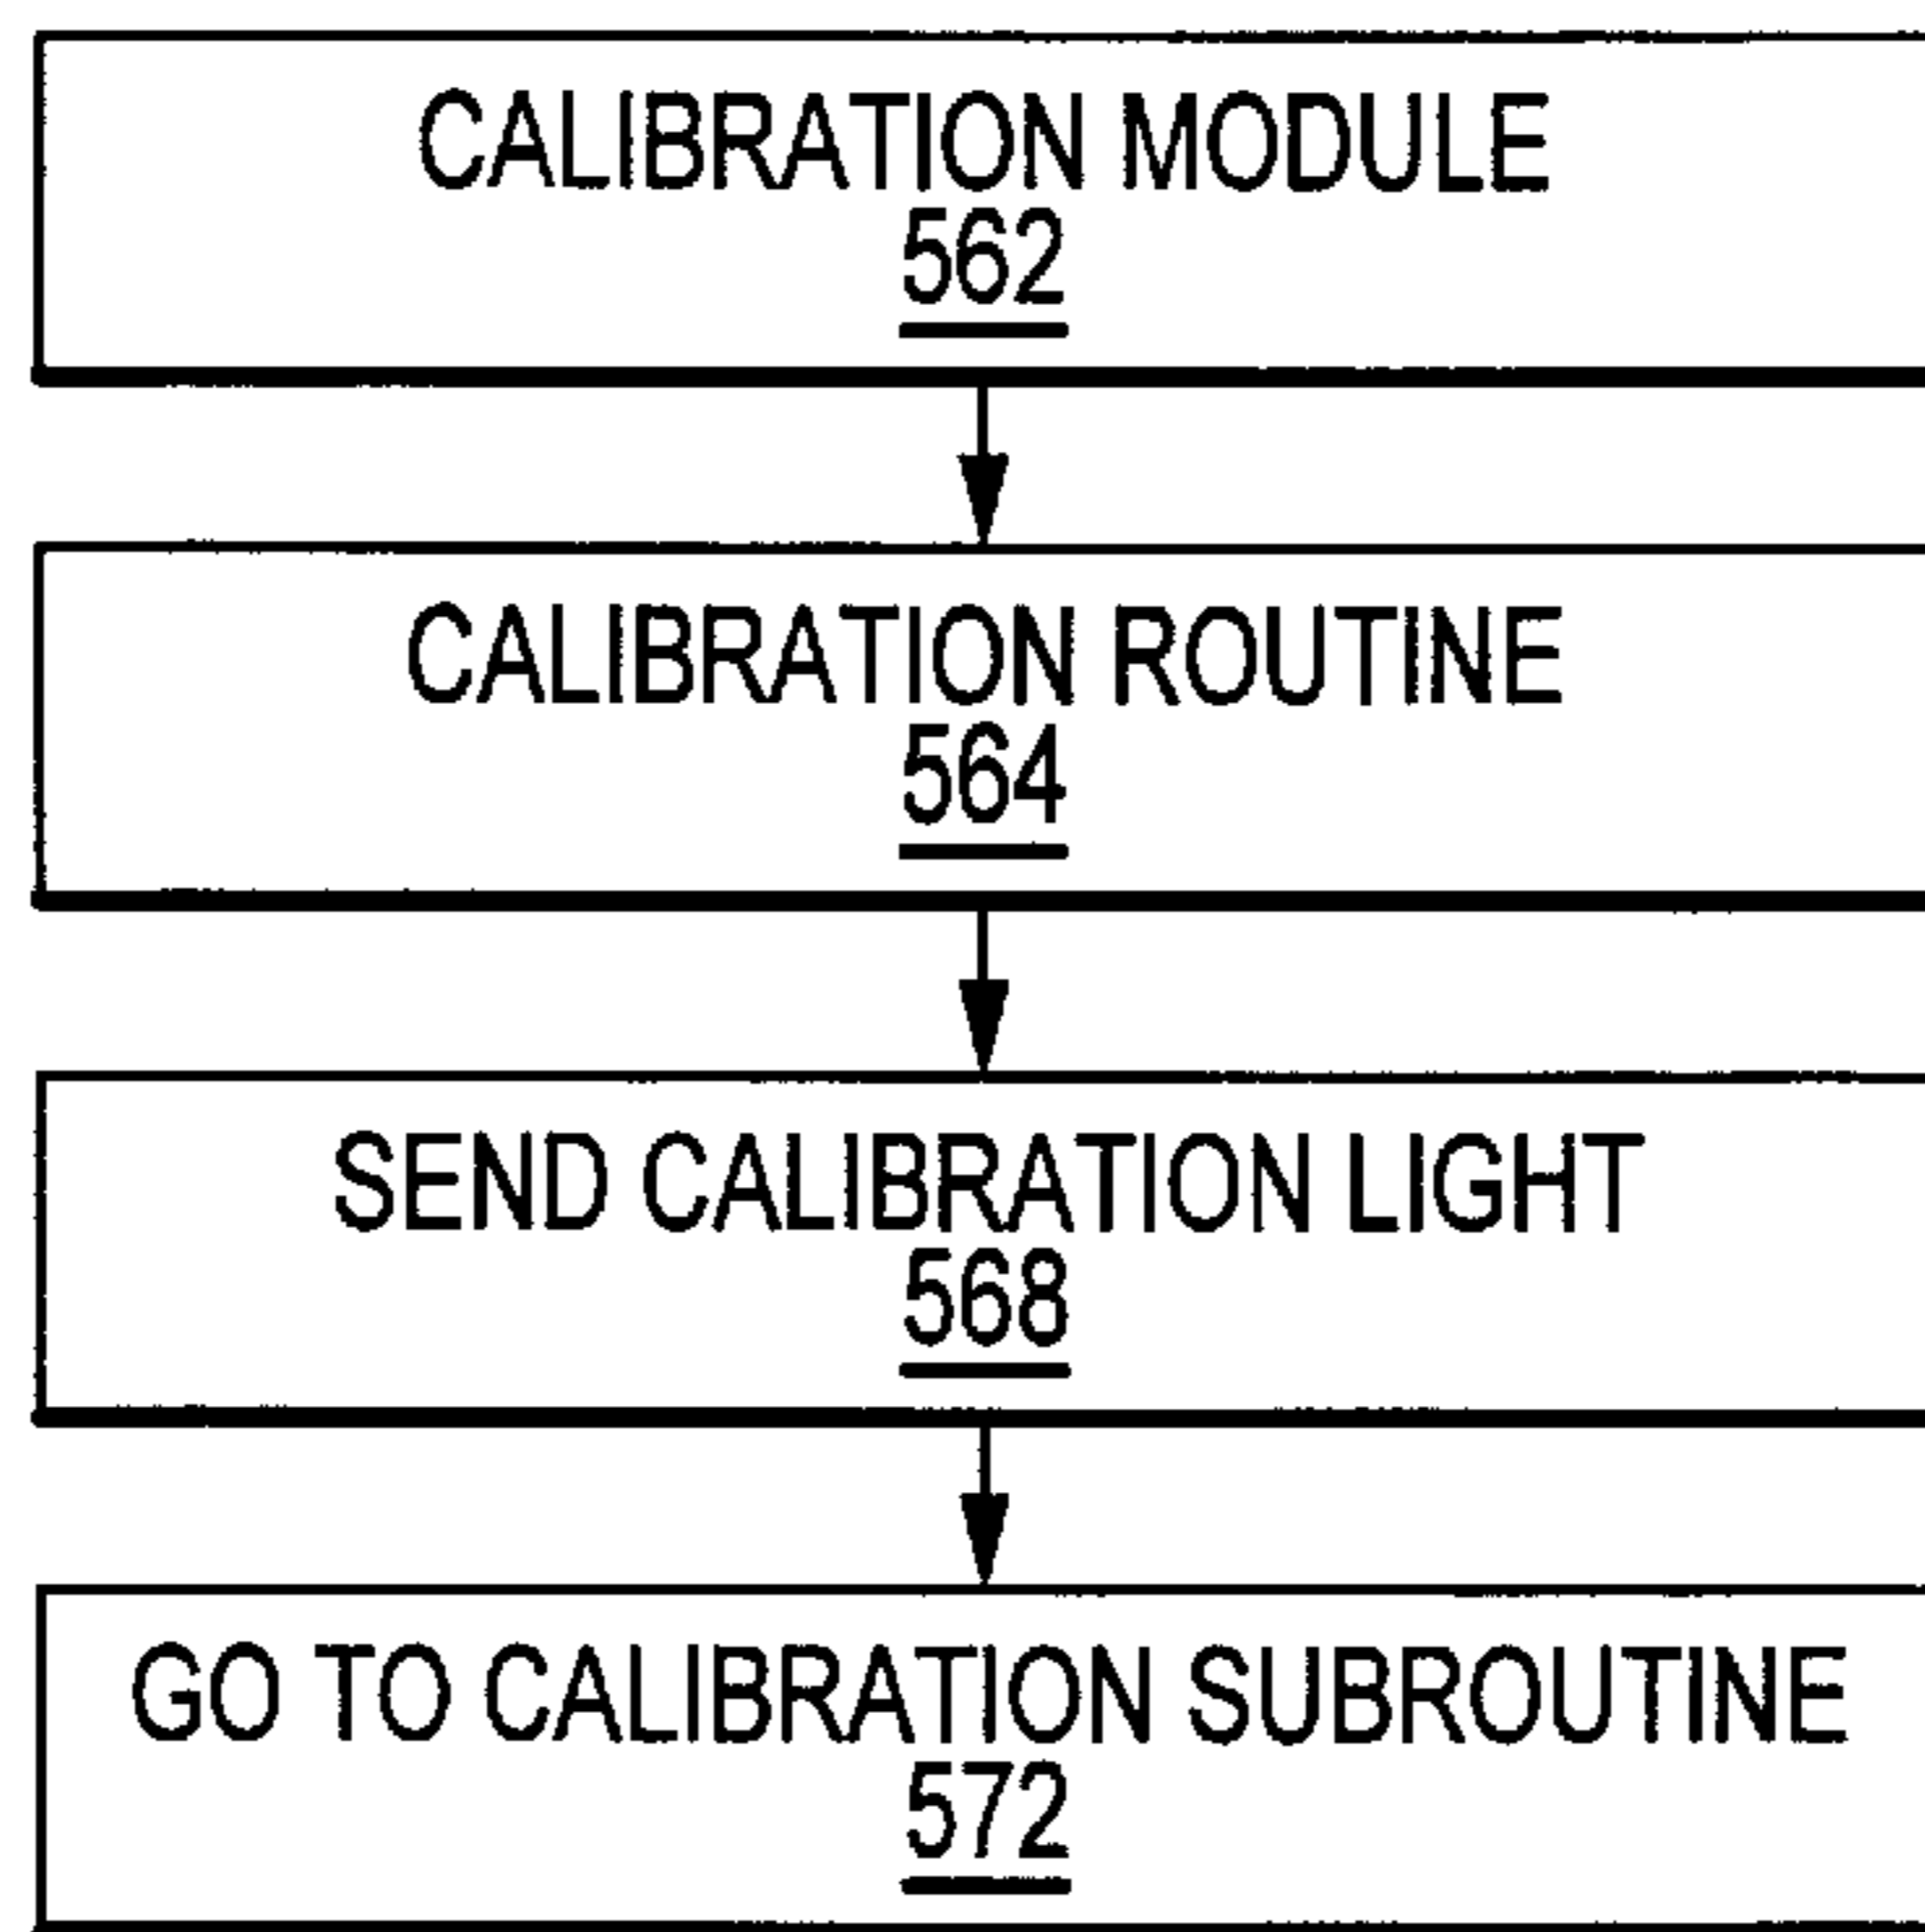 CALIBRATION MODULE
562
CALIBRATION ROUTINE
564
SEND CALIBRATION LIGHT
568
GO TO CALIBRATION SUBROUTINE
572